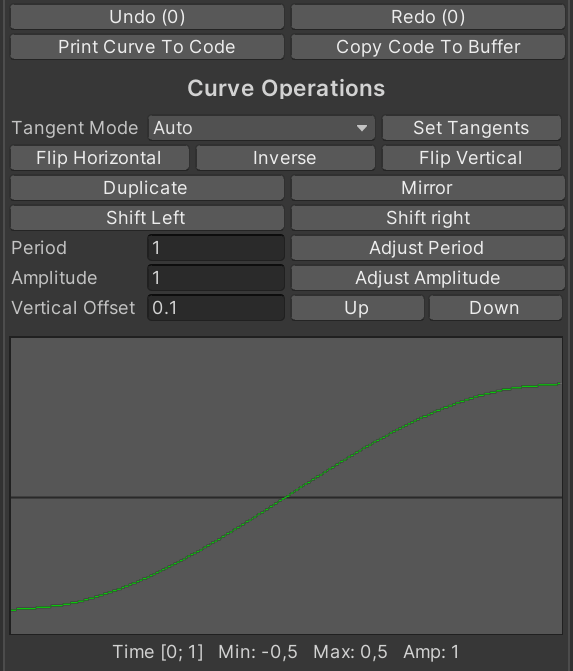 Undo (0) Redo (0)
Print Curve To Code Copy Code To Buffer
Curve Operations
Tangent Mode Auto Set Tangents
Flip Horizontal Inverse Flip Vertical
Duplicate Mirror
Shift Left Shift right
Period 1 Adjust Period
Amplitude 1 Adjust Amplitude
Vertical Offset 0.1 Up Down
Time [0; 1] Min: -0,5 Max: 0,5 Amp: 1